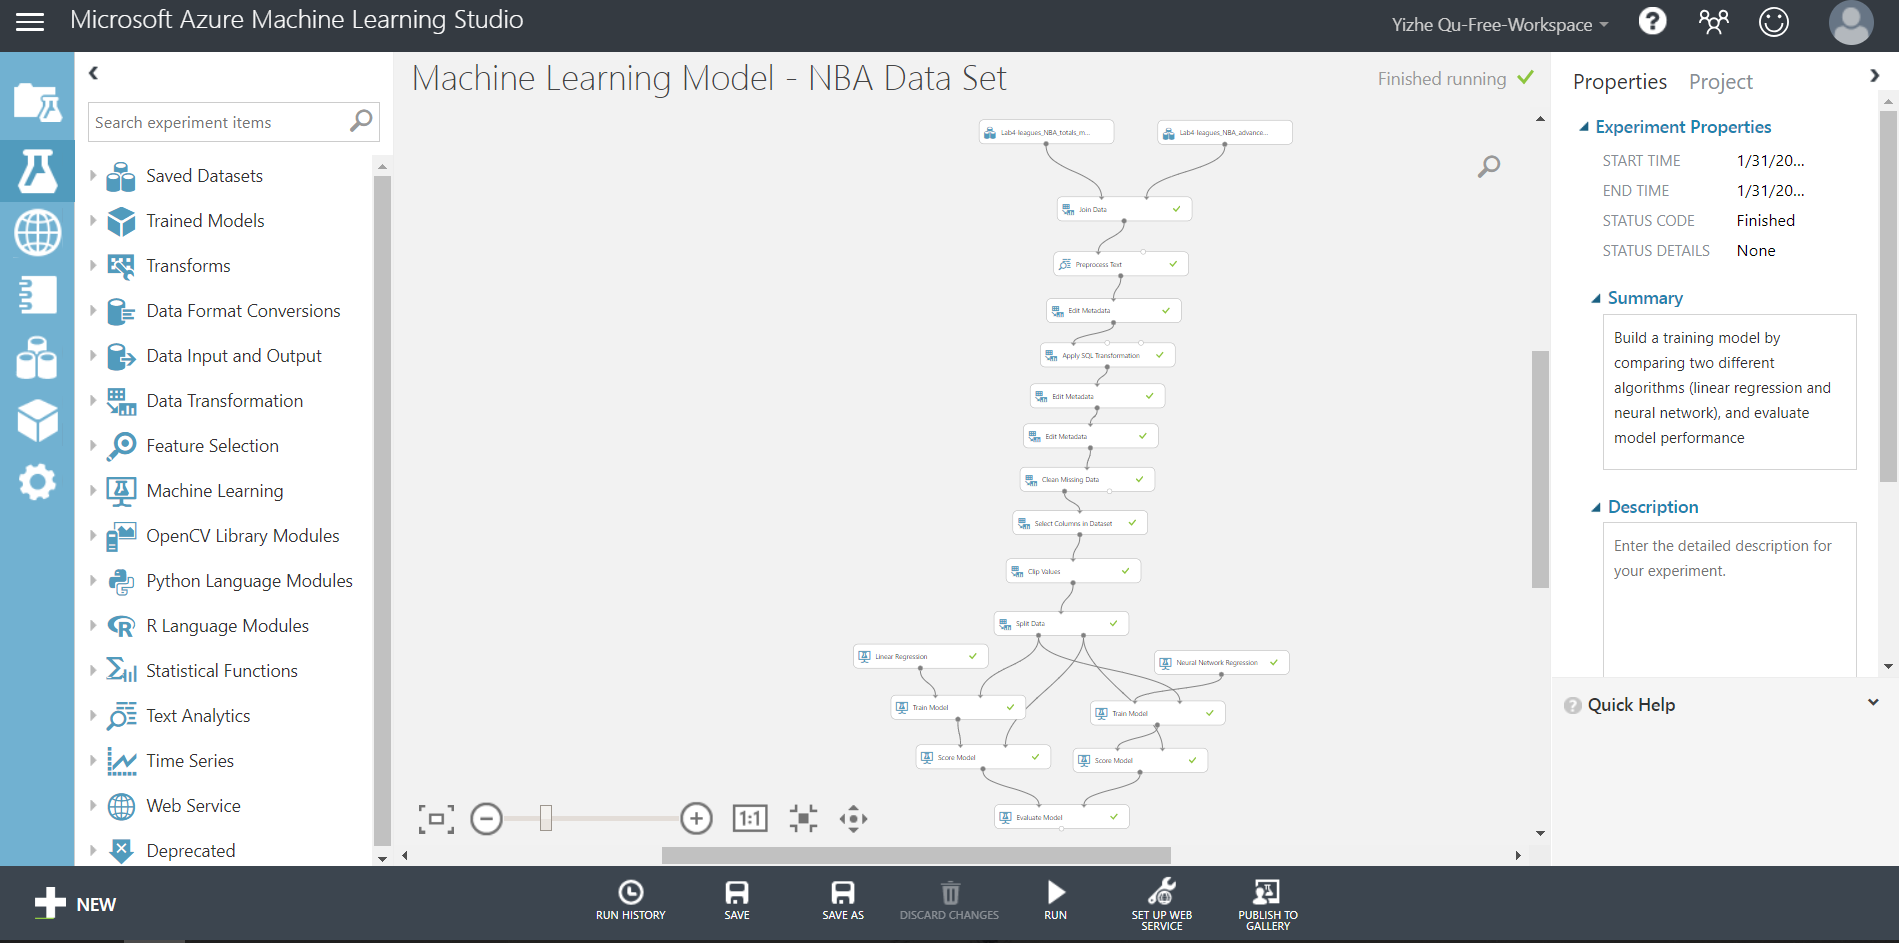 Microsoft Azure Machine Learning Studio
Yizhe Qu-Free-Workspace
Search experiment items
Saved Datasets
Trained Models
Transforms
Data Format Conversions
Data Input and Output
Data Transformation
Feature Selection
Machine Learning
OpenCV Library Modules
Python Language Modules
R Language Modules
Statistical Functions
Text Analytics
Time Series
Web Service
Deprecated
Machine Learning Model - NBA Data Set
Finished running
Lab4-leagues_NBA_totals_m...
Lab4-leagues_NBA_advance...
Join Data
Preprocess Text
Edit Metadata
Apply SQL Transformation
Edit Metadata
Edit Metadata
Clean Missing Data
Select Columns in Dataset
Clip Values
Split Data
Linear Regression
Neural Network Regression
Train Model
Train Model
Score Model
Score Model
Evaluate Model
1:1
Properties Project
Experiment Properties
START TIME 1/31/20...
END TIME 1/31/20...
STATUS CODE Finished
STATUS DETAILS None
Summary
Build a training model by
comparing two different
algorithms (linear regression and
neural network), and evaluate
model performance
Description
Enter the detailed description for
your experiment.
Quick Help
NEW
RUN HISTORY
SAVE
SAVE AS
DISCARD CHANGES
RUN
SET UP WEB
SERVICE
PUBLISH TO
GALLERY